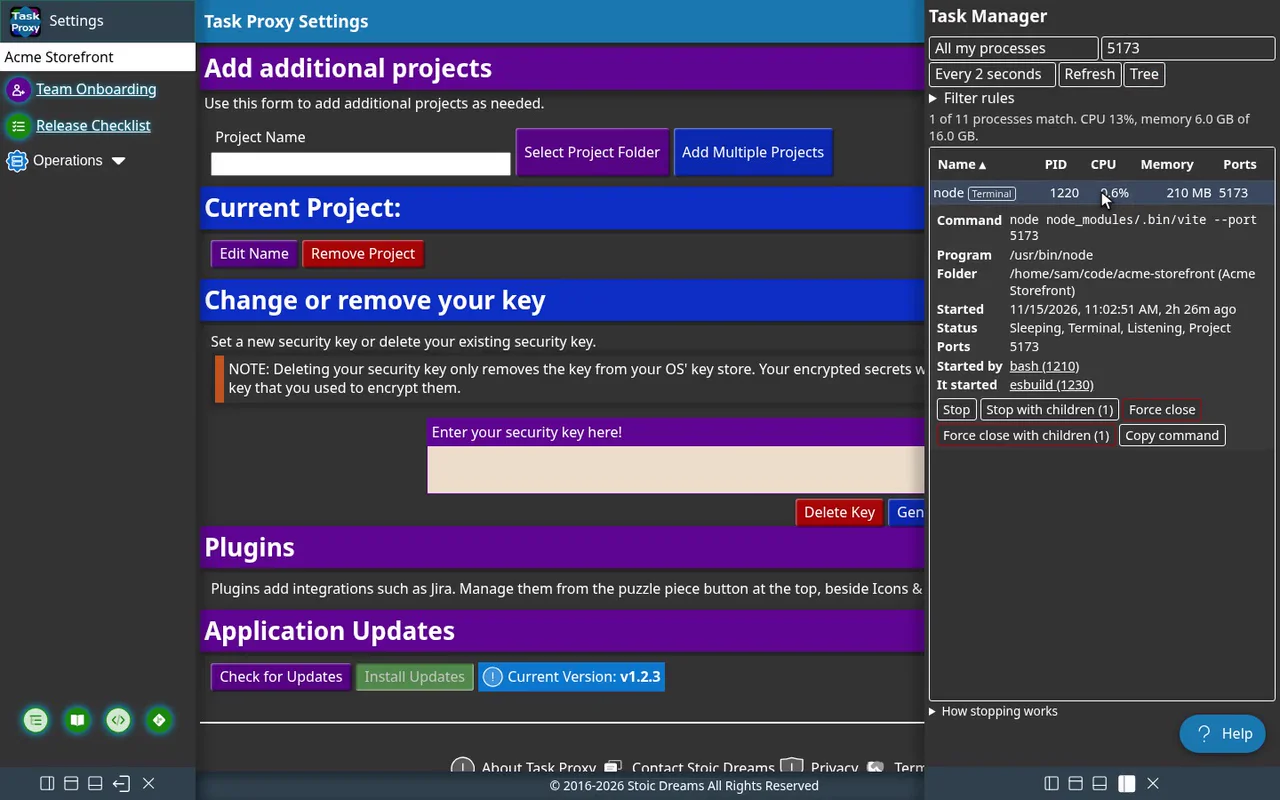 Task Proxy
Settings
Acme Storefront
Team Onboarding
Release Checklist
Operations
Task Proxy Settings
Add additional projects
Use this form to add additional projects as needed.
Project Name
Select Project Folder
Add Multiple Projects
Current Project:
Edit Name
Remove Project
Change or remove your key
Set a new security key or delete your existing security key.
NOTE: Deleting your security key only removes the key from your OS' key store. Your encrypted secrets w
key that you used to encrypt them.
Enter your security key here!
Delete Key
Gen
Plugins
Plugins add integrations such as Jira. Manage them from the puzzle piece button at the top, beside Icons &
Application Updates
Check for Updates
Install Updates
Current Version: v1.2.3
About Task Proxy
Contact Stoic Dreams
Privacy
Term
© 2016-2026 Stoic Dreams All Rights Reserved
Task Manager
All my processes
5173
Every 2 seconds
Refresh
Tree
Filter rules
1 of 11 processes match. CPU 13%, memory 6.0 GB of
16.0 GB.
Name PID CPU Memory Ports
node Terminal 1220 .6% 210 MB 5173
Command node node_modules/.bin/vite --port
5173
Program /usr/bin/node
Folder /home/sam/code/acme-storefront (Acme
Storefront)
Started 11/15/2026, 11:02:51 AM, 2h 26m ago
Status Sleeping, Terminal, Listening, Project
Ports 5173
Started by bash (1210)
It started esbuild (1230)
Stop
Stop with children (1)
Force close
Force close with children (1)
Copy command
How stopping works
Help